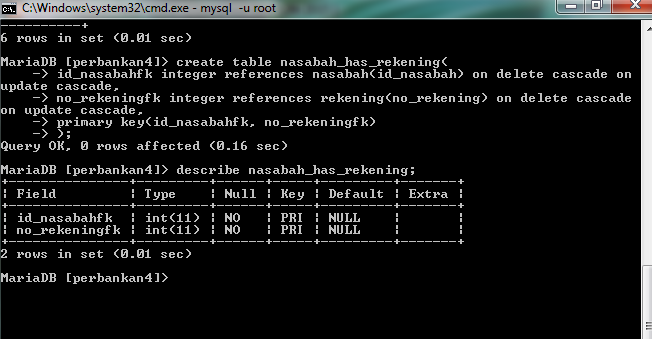 C:\Windows\system32\cmd.exe - mysql -u root
----------+
6 rows in set (0.01 sec)
MariaDB [perbankan4]> create table nasabah_has_rekening(
-> id_nasabahfk integer references nasabah(id_nasabah) on delete cascade on
update cascade,
-> no_rekeningfk integer references rekening(no_rekening) on delete cascade
on update cascade,
-> primary key(id_nasabahfk, no_rekeningfk)
-> );
Query OK, 0 rows affected (0.16 sec)
MariaDB [perbankan4]> describe nasabah_has_rekening;
+---------------+---------+------+-----+---------+-------+
| Field | Type | Null | Key | Default | Extra |
+---------------+---------+------+-----+---------+-------+
| id_nasabahfk | int(11) | NO | PRI | NULL | |
| no_rekeningfk | int(11) | NO | PRI | NULL | |
+---------------+---------+------+-----+---------+-------+
2 rows in set (0.01 sec)
MariaDB [perbankan4]>